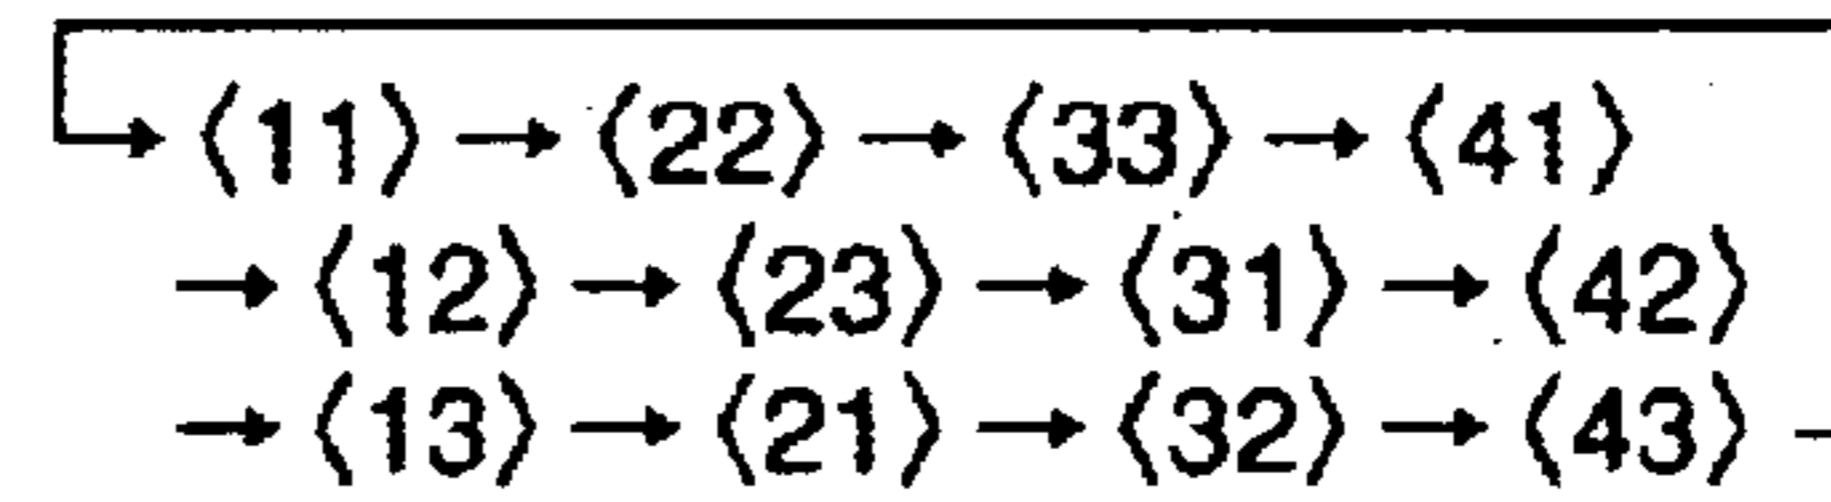 → ⟨11⟩ → ⟨22⟩ → ⟨33⟩ → ⟨41⟩
→ ⟨12⟩ → ⟨23⟩ → ⟨31⟩ → ⟨42⟩
→ ⟨13⟩ → ⟨21⟩ → ⟨32⟩ → ⟨43⟩